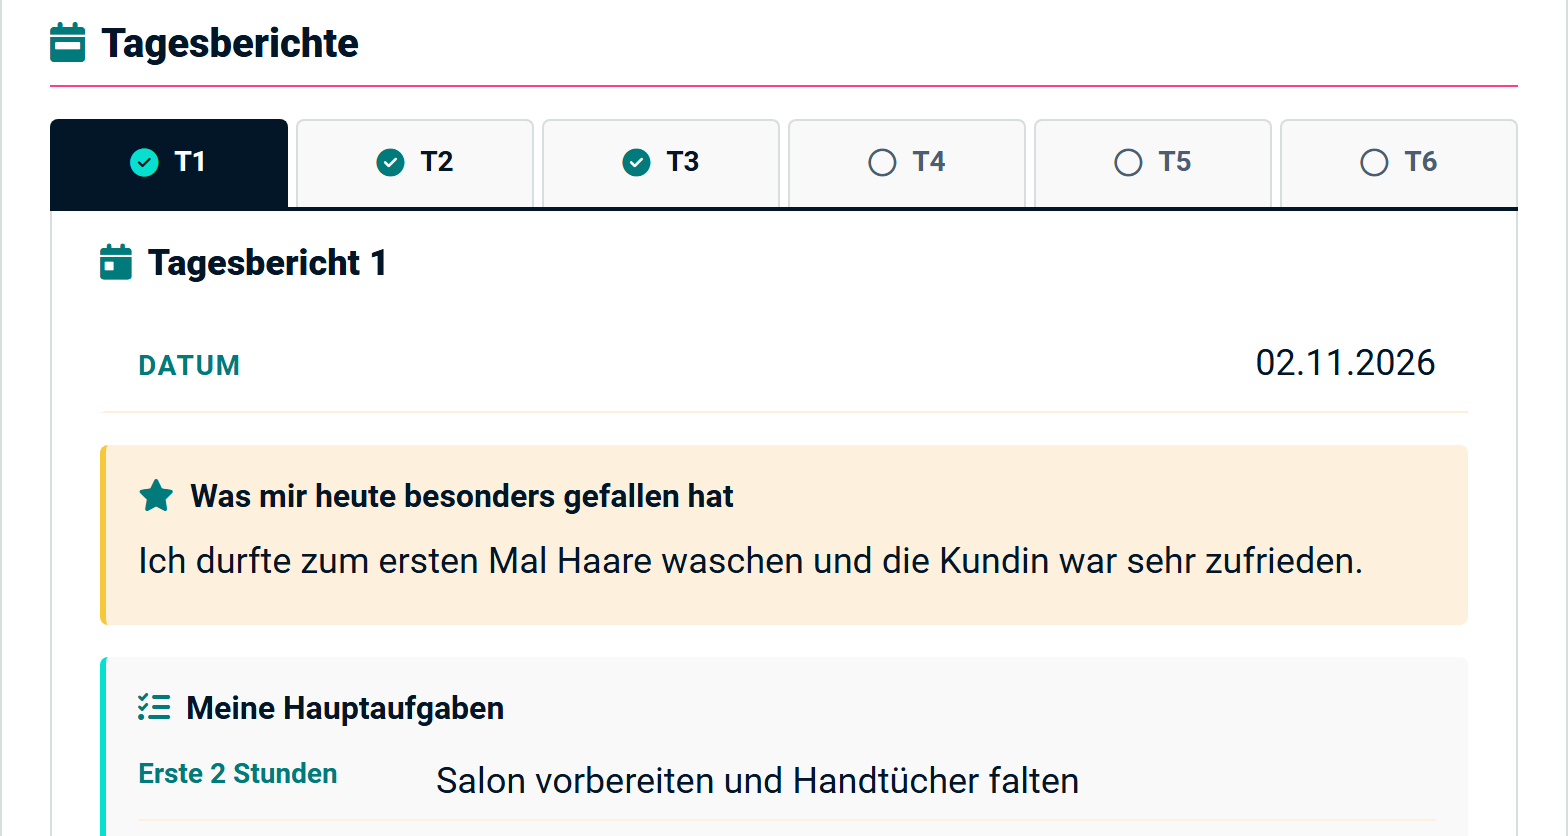 Tagesberichte
T1 T2 T3 T4 T5 T6
Tagesbericht 1
DATUM 02.11.2026
Was mir heute besonders gefallen hat
Ich durfte zum ersten Mal Haare waschen und die Kundin war sehr zufrieden.
Meine Hauptaufgaben
Erste 2 Stunden Salon vorbereiten und Handtücher falten